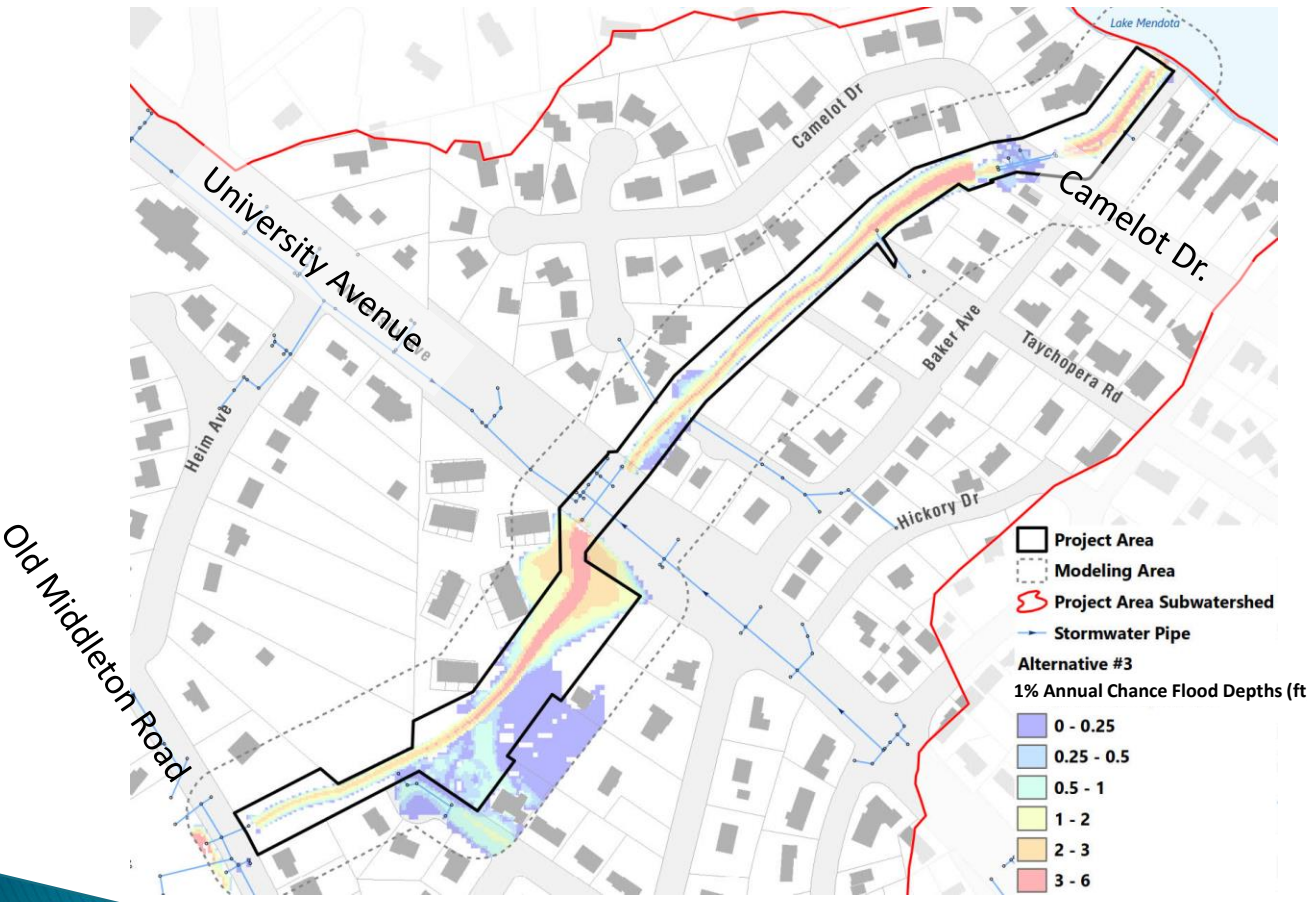 Lake Mendota
Camelot Dr
University Avenue
Camelot Dr.
Baker Ave
Taychopera Rd
Heim Ave
Hickory Dr
Old Middleton Road
Project Area
Modeling Area
Project Area Subwatershed
Stormwater Pipe
Alternative #3
1% Annual Chance Flood Depths (ft
0 - 0.25
0.25 - 0.5
0.5 - 1
1 - 2
2 - 3
3 - 6